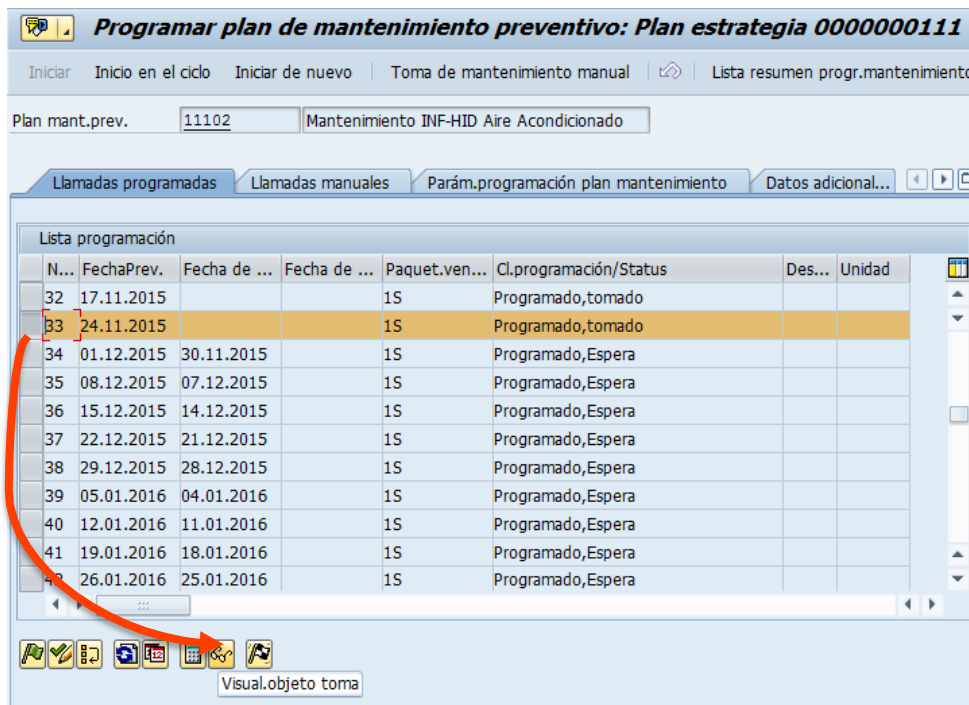 Programar plan de mantenimiento preventivo: Plan estrategia 0000000111
Iniciar Inicio en el ciclo Iniciar de nuevo Toma de mantenimiento manual Lista resumen progr.mantenimiento
Plan mant.prev. 11102 Mantenimiento INF-HID Aire Acondicionado
Llamadas programadas Llamadas manuales Parám.programación plan mantenimiento Datos adicional...
Lista programación
N... FechaPrev. Fecha de ... Fecha de ... Paquet.ven... Cl.programación/Status Des... Unidad
32 17.11.2015 1S Programado,tomado
33 24.11.2015 1S Programado,tomado
34 01.12.2015 30.11.2015 1S Programado,Espera
35 08.12.2015 07.12.2015 1S Programado,Espera
36 15.12.2015 14.12.2015 1S Programado,Espera
37 22.12.2015 21.12.2015 1S Programado,Espera
38 29.12.2015 28.12.2015 1S Programado,Espera
39 05.01.2016 04.01.2016 1S Programado,Espera
40 12.01.2016 11.01.2016 1S Programado,Espera
41 19.01.2016 18.01.2016 1S Programado,Espera
42 26.01.2016 25.01.2016 1S Programado,Espera
Visual.objeto toma